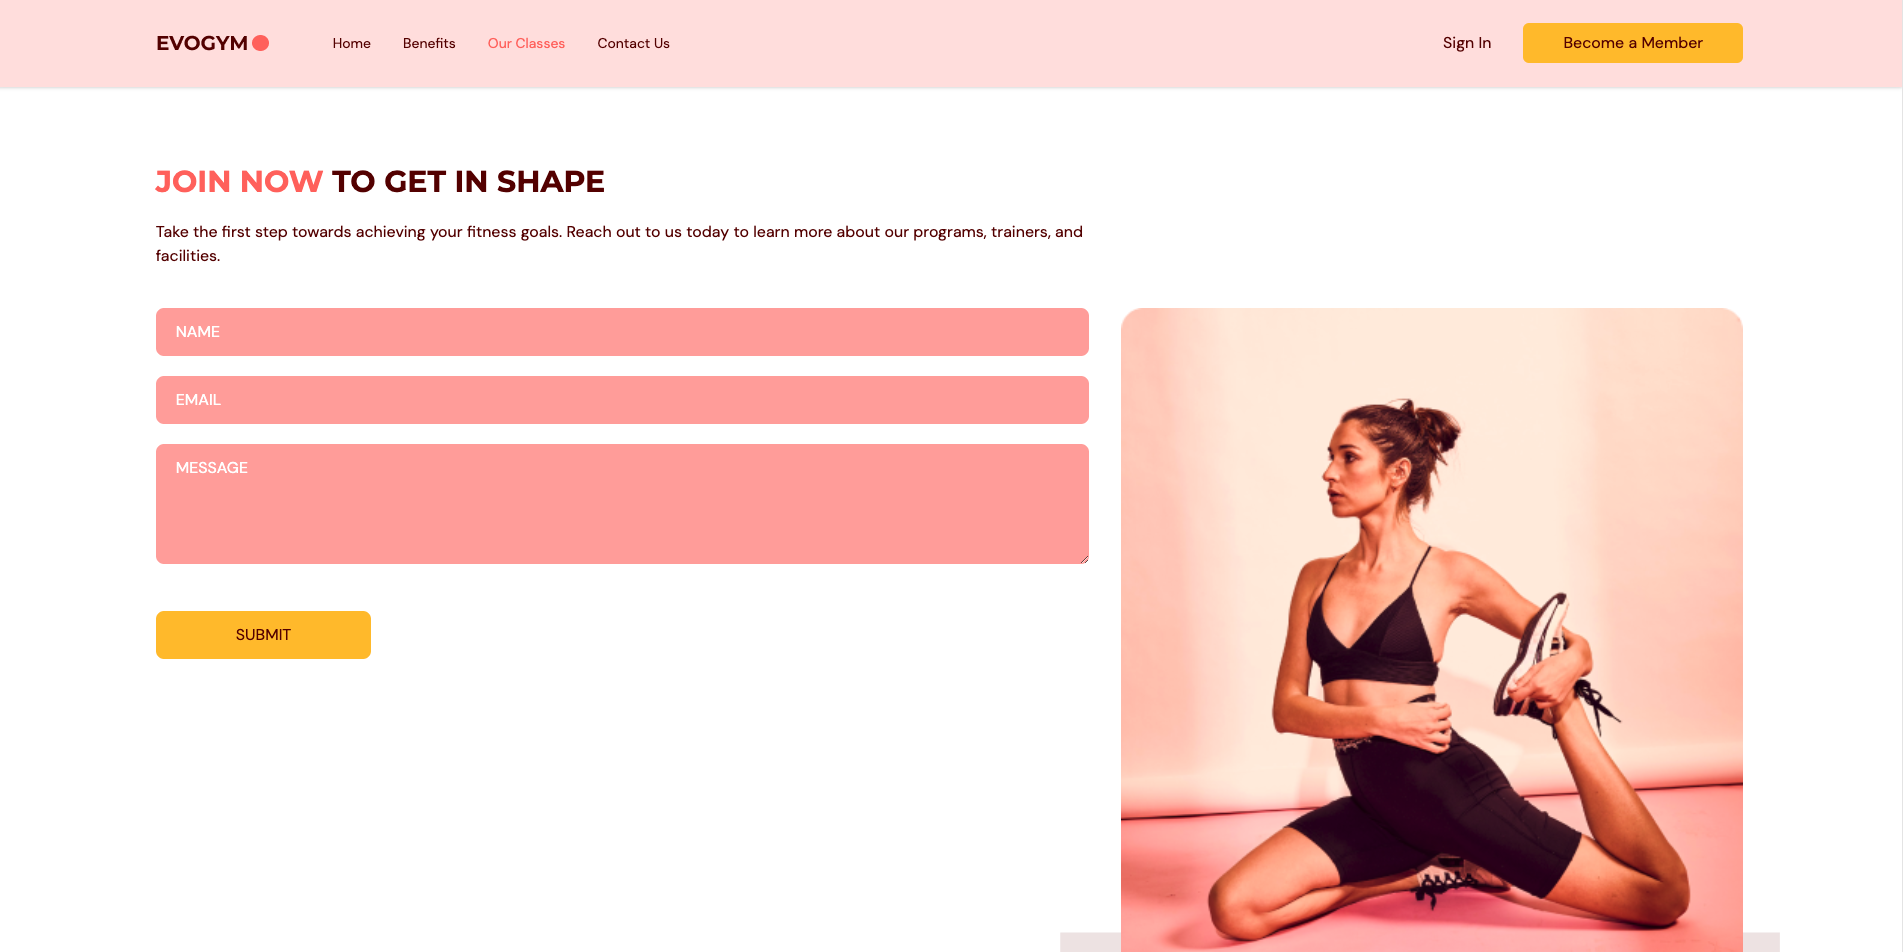 EVOGYM
Home
Benefits
Our Classes
Contact Us
Sign In
Become a Member
JOIN NOW TO GET IN SHAPE
Take the first step towards achieving your fitness goals. Reach out to us today to learn more about our programs, trainers, and
facilities.
NAME
EMAIL
MESSAGE
SUBMIT